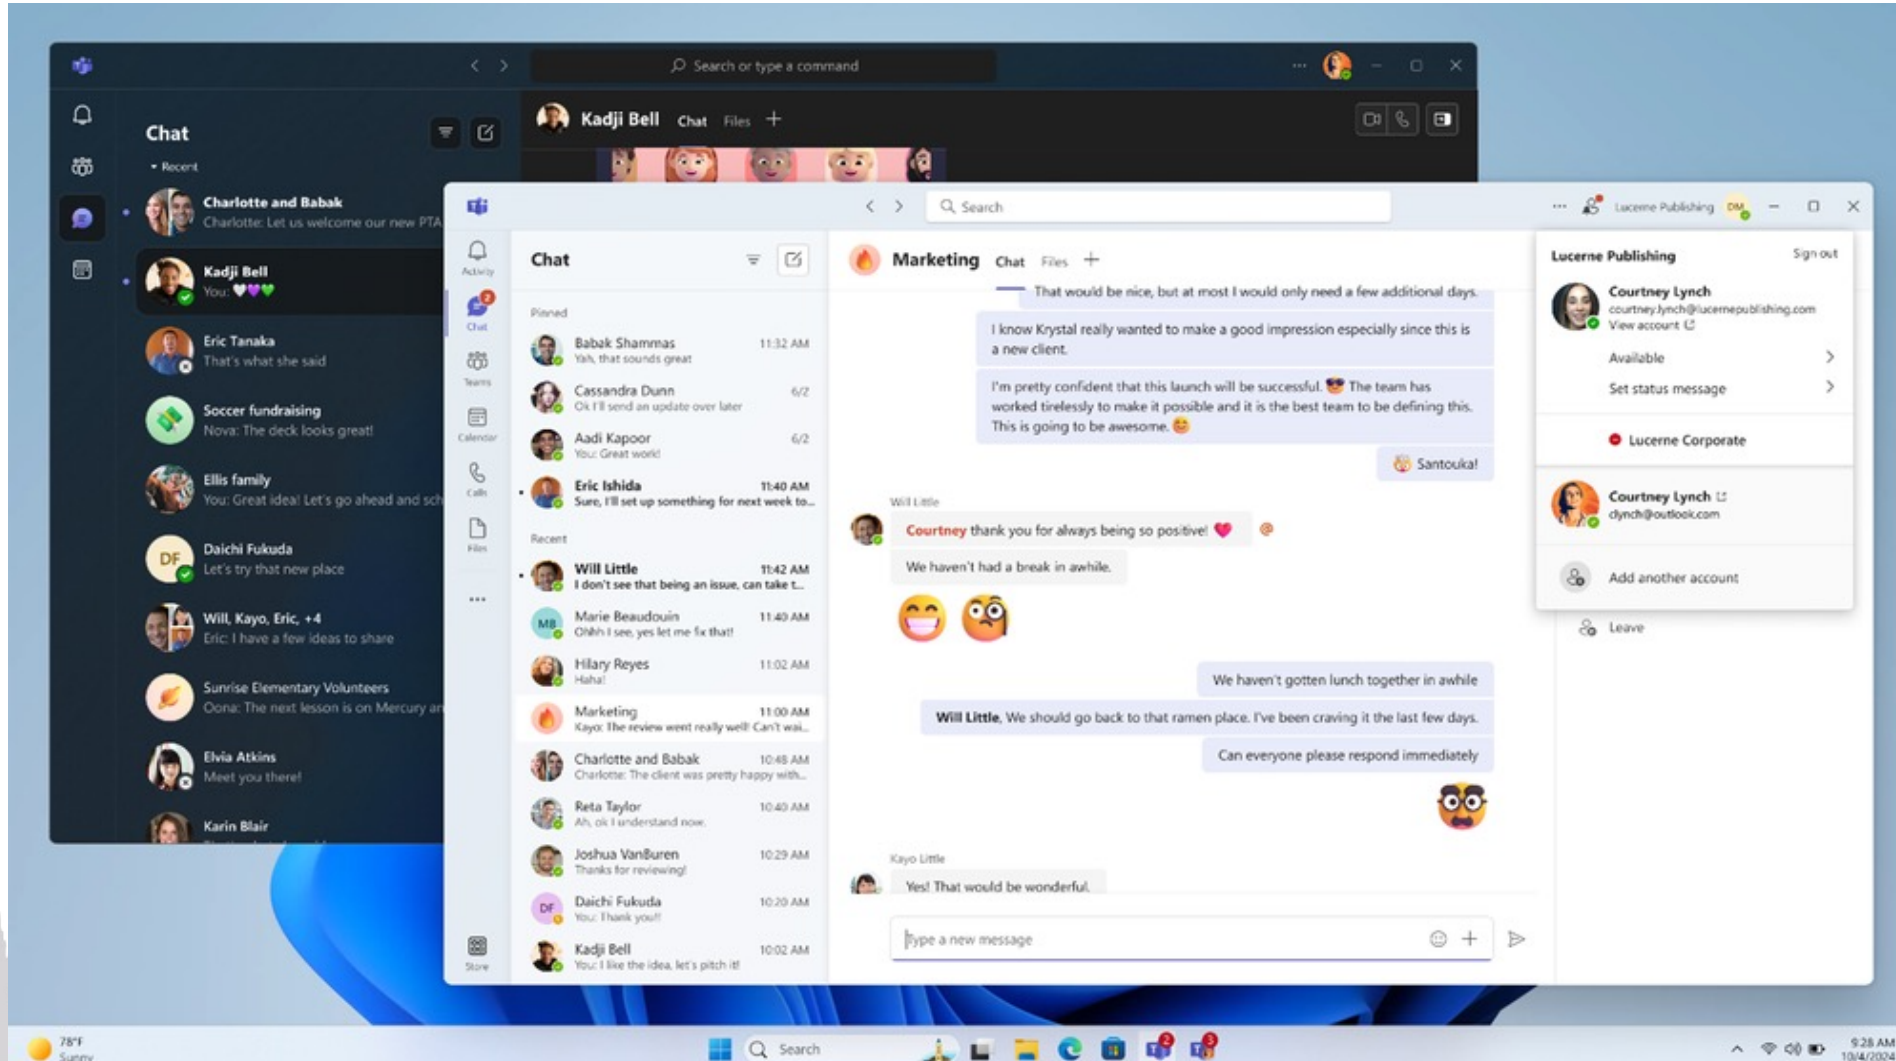 Search or type a command
Chat
Recent
Charlotte and Babak
Charlotte: Let us welcome our new PTA
Kadji Bell
You: 🤍💜💚
Eric Tanaka
That's what she said
Soccer fundraising
Nova: The deck looks great!
Ellis family
You: Great idea! Let's go ahead and sch
DF
Daichi Fukuda
Let's try that new place
Will, Kayo, Eric, +4
Eric: I have a few ideas to share
Sunrise Elementary Volunteers
Oona: The next lesson is on Mercury an
Elvia Atkins
Meet you there!
Karin Blair
Kadji Bell Chat Files
Search
Lucerne Publishing DM
Activity
2
Chat
Teams
Calendar
Calls
Files
Store
Chat
Pinned
Babak Shammas 11:32 AM
Yah, that sounds great
Cassandra Dunn 6/2
Ok I'll send an update over later
Aadi Kapoor 6/2
You: Great work!
Eric Ishida 11:40 AM
Sure, I'll set up something for next week to...
Recent
Will Little 11:42 AM
I don't see that being an issue, can take t...
MB
Marie Beaudouin 11:40 AM
Ohhh I see, yes let me fix that!
Hilary Reyes 11:02 AM
Haha!
Marketing 11:00 AM
Kayo: The review went really well! Can't wai...
Charlotte and Babak 10:48 AM
Charlotte: The client was pretty happy with...
Reta Taylor 10:40 AM
Ah, ok I understand now.
Joshua VanBuren 10:29 AM
Thanks for reviewing!
DF
Daichi Fukuda 10:20 AM
You: Thank you!!
Kadji Bell 10:02 AM
You: I like the idea, let's pitch it!
Marketing Chat Files
That would be nice, but at most I would only need a few additional days.
I know Krystal really wanted to make a good impression especially since this is
a new client.
I'm pretty confident that this launch will be successful. 😎 The team has
worked tirelessly to make it possible and it is the best team to be defining this.
This is going to be awesome. 😊
🤯 Santouka!
Will Little
Courtney thank you for always being so positive! 💗 @
We haven't had a break in awhile.
We haven't gotten lunch together in awhile
Will Little, We should go back to that ramen place. I've been craving it the last few days.
Can everyone please respond immediately
Kayo Little
Yes! That would be wonderful.
Type a new message
Lucerne Publishing Sign out
Courtney Lynch
courtney.lynch@lucernepublishing.com
View account
Available
Set status message
Lucerne Corporate
Courtney Lynch
clynch@outlook.com
Add another account
Leave
78°F
Sunny
Search
2
3
9:28 AM